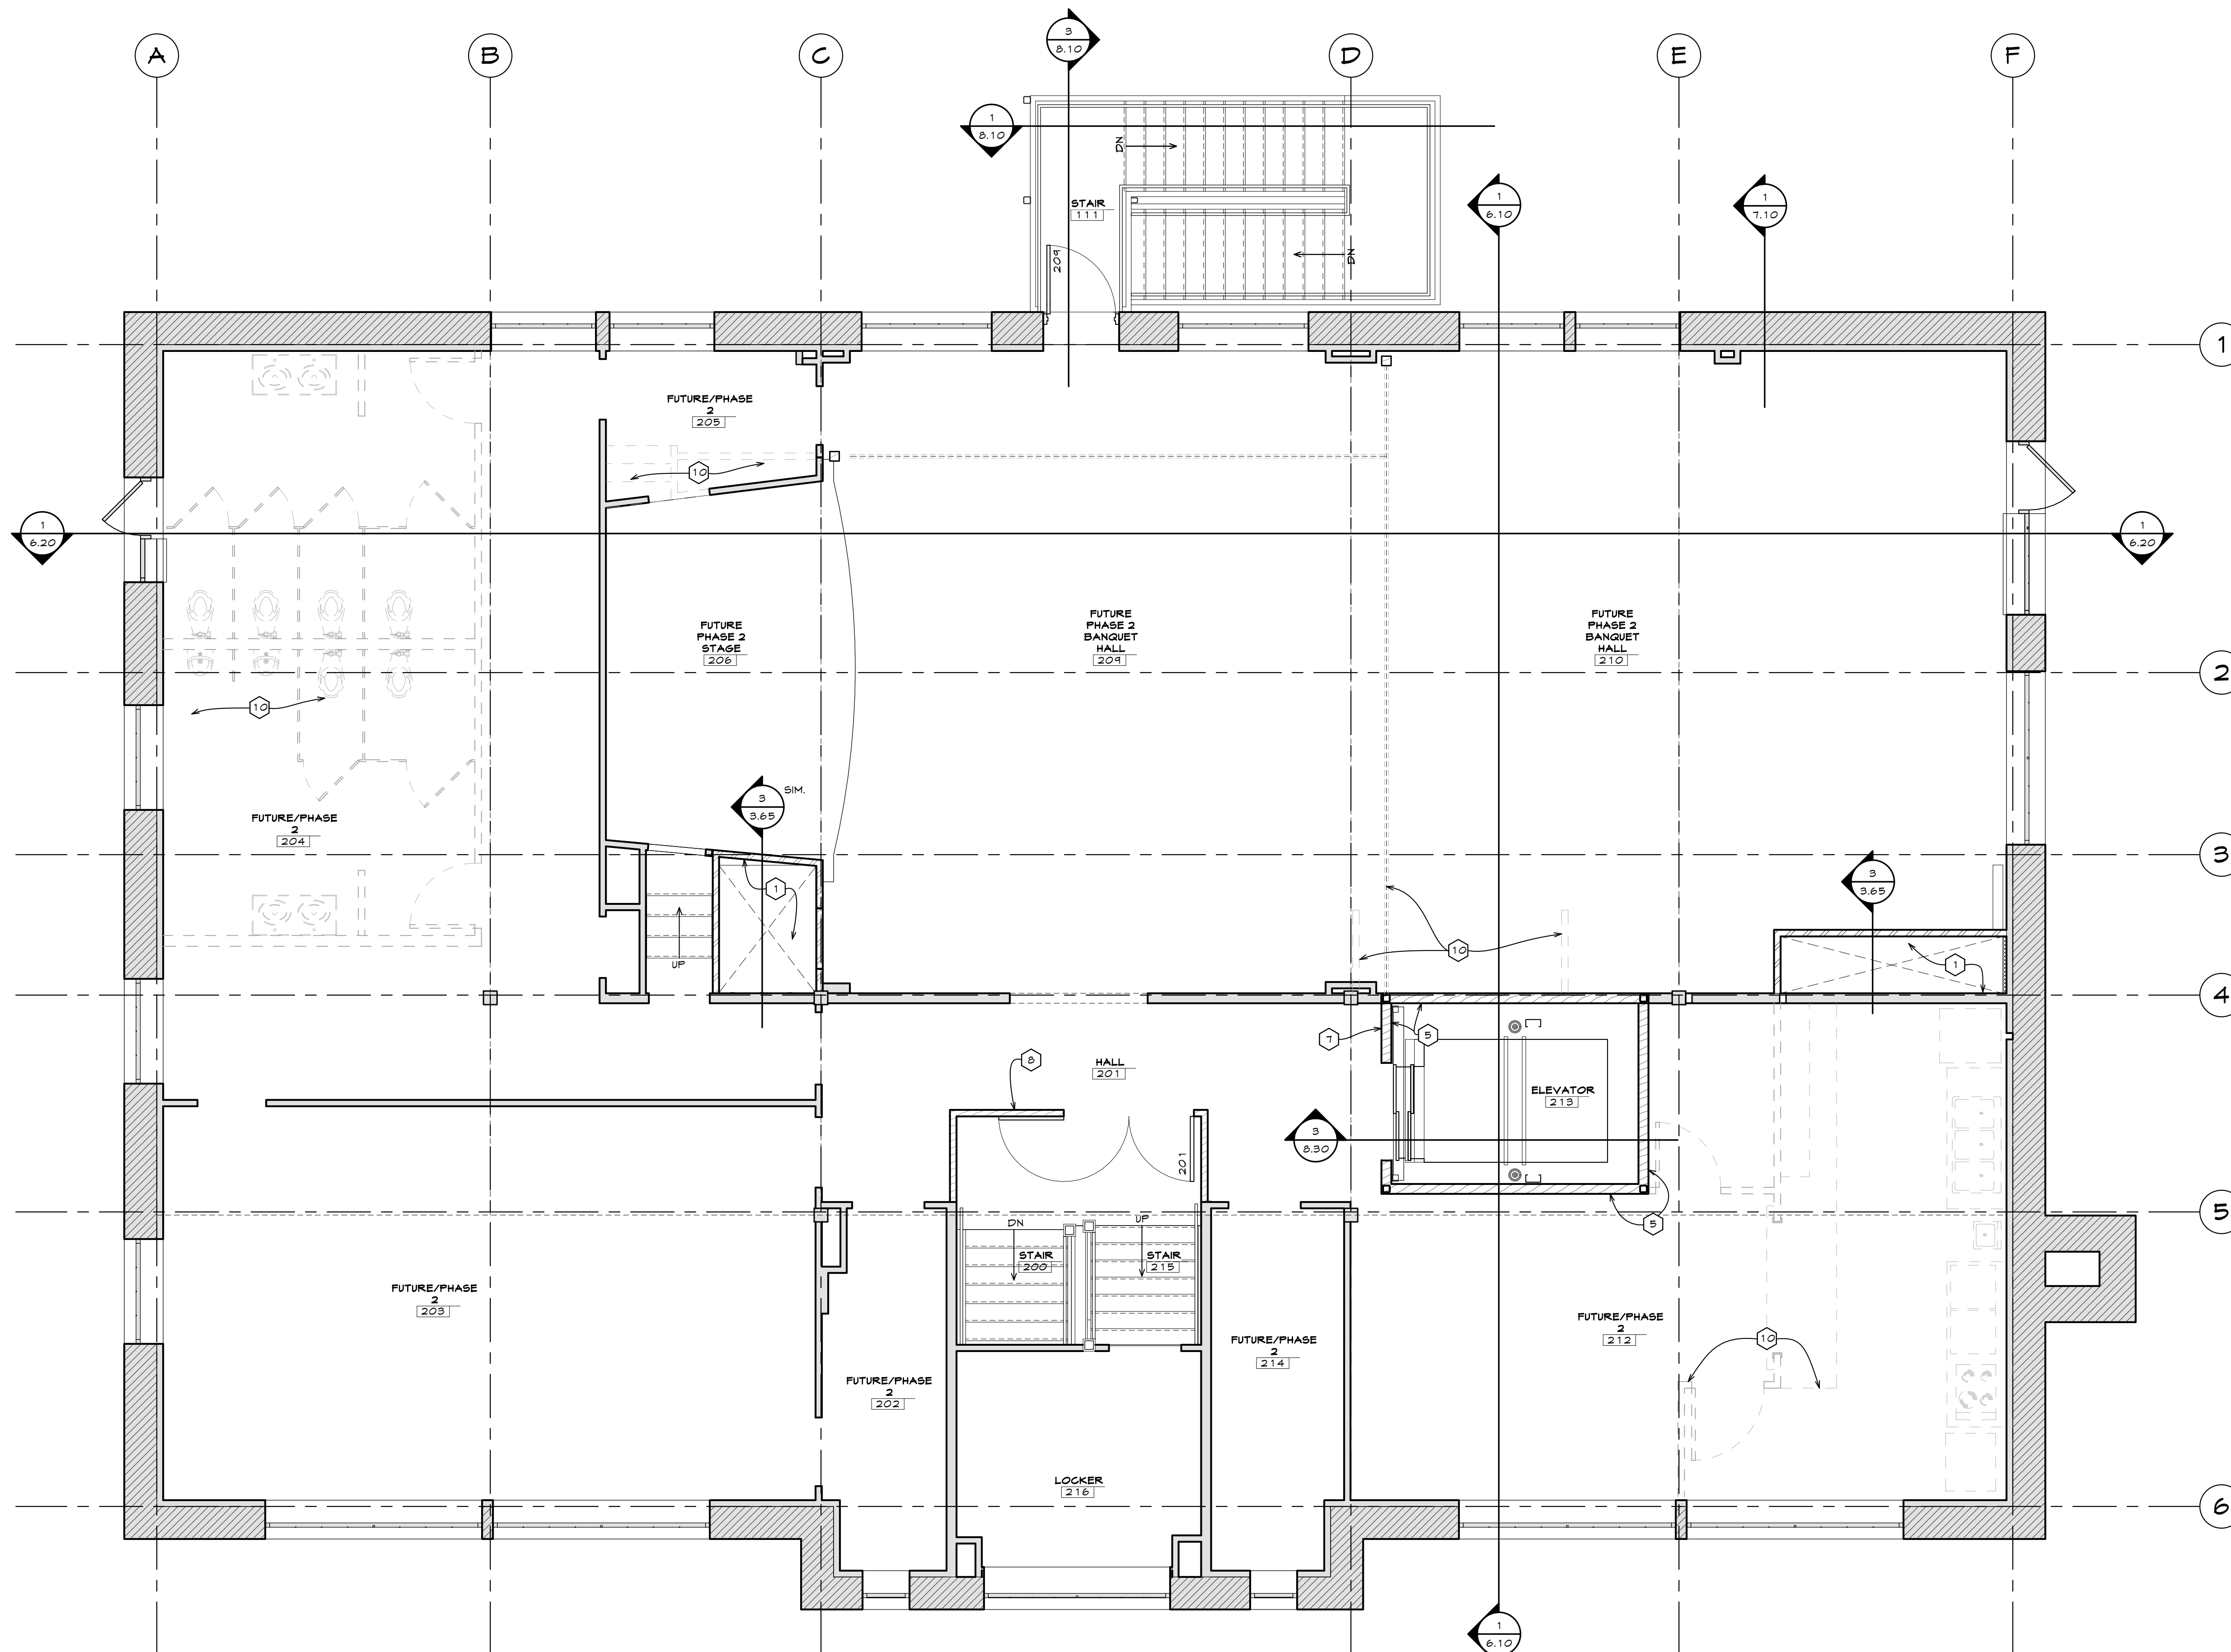 A
B
C
D
E
F
3
8.10
1
8.10
DN
STAIR
111
DN
209
1
6.10
1
7.10
1
FUTURE/PHASE
2
205
10
1
6.20
1
6.20
FUTURE
PHASE 2
STAGE
206
FUTURE
PHASE 2
BANQUET
HALL
209
FUTURE
PHASE 2
BANQUET
HALL
210
2
10
3
3.65
SIM.
FUTURE/PHASE
2
204
3
1
3
3.65
UP
10
1
4
7
5
8
HALL
201
ELEVATOR
213
3
8.30
201
5
DN
UP
5
STAIR
200
STAIR
215
FUTURE/PHASE
2
203
FUTURE/PHASE
2
212
10
FUTURE/PHASE
2
214
FUTURE/PHASE
2
202
LOCKER
216
6
1
6.10